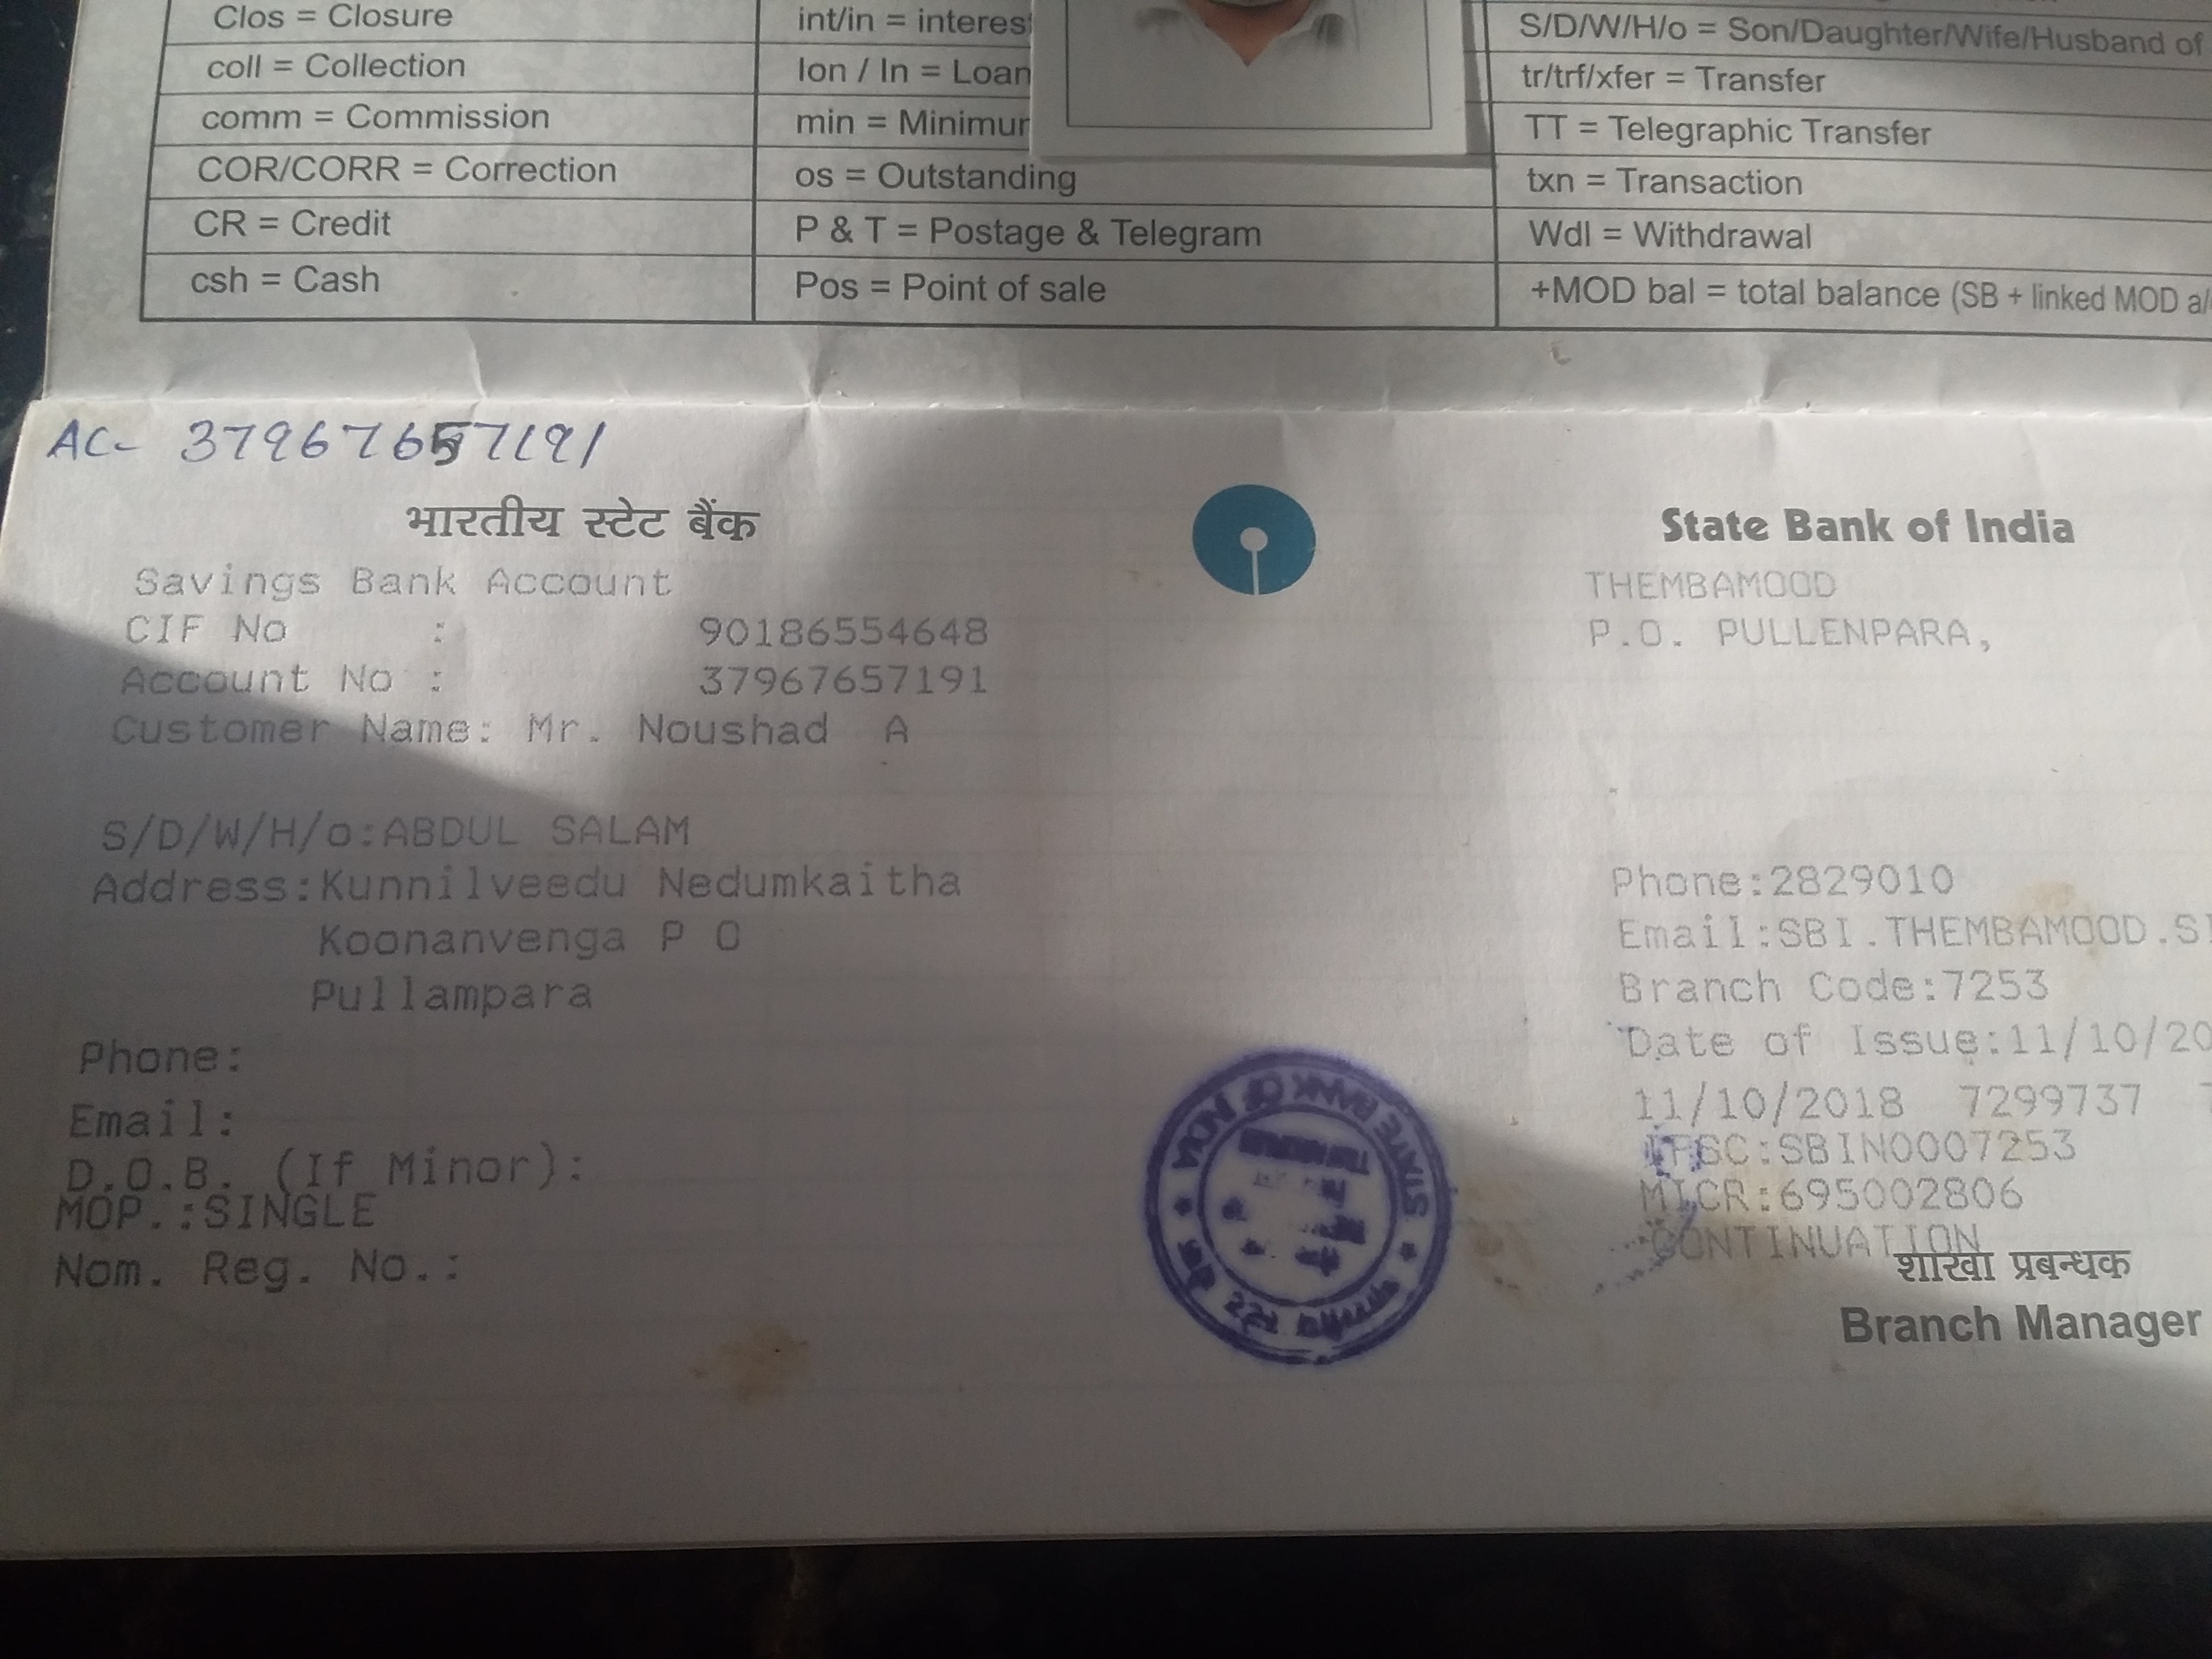 Clos = Closure int/in = interes S/D/W/H/o = Son/Daughter/Wife/Husband of
coll = Collection lon / ln = Loan tr/trf/xfer = Transfer
comm = Commission min = Minimur TT = Telegraphic Transfer
COR/CORR = Correction os = Outstanding txn = Transaction
CR = Credit P & T = Postage & Telegram Wdl = Withdrawal
csh = Cash Pos = Point of sale +MOD bal = total balance (SB + linked MOD a/
AC- 37967657191
भारतीय स्टेट बैंक State Bank of India
Savings Bank Account THEMBAMOOD
CIF No : 90186554648 P.O. PULLENPARA,
Account No : 37967657191
Customer Name: Mr. Noushad A
S/D/W/H/o:ABDUL SALAM Phone:2829010
Address:Kunnilveedu Nedumkaitha Email:SBI.THEMBAMOOD.S
Koonanvenga P O Branch Code:7253
Pullampara Date of Issue:11/10/20
Phone: 11/10/2018 7299737
Email: IFSC:SBIN0007253
D.O.B. (If Minor): MICR:695002806
MOP.:SINGLE CONTINUATION
Nom. Reg. No.: शाखा प्रबन्धक
Branch Manager
STATE BANK OF INDIA
भारतीय स्टेट बैंक